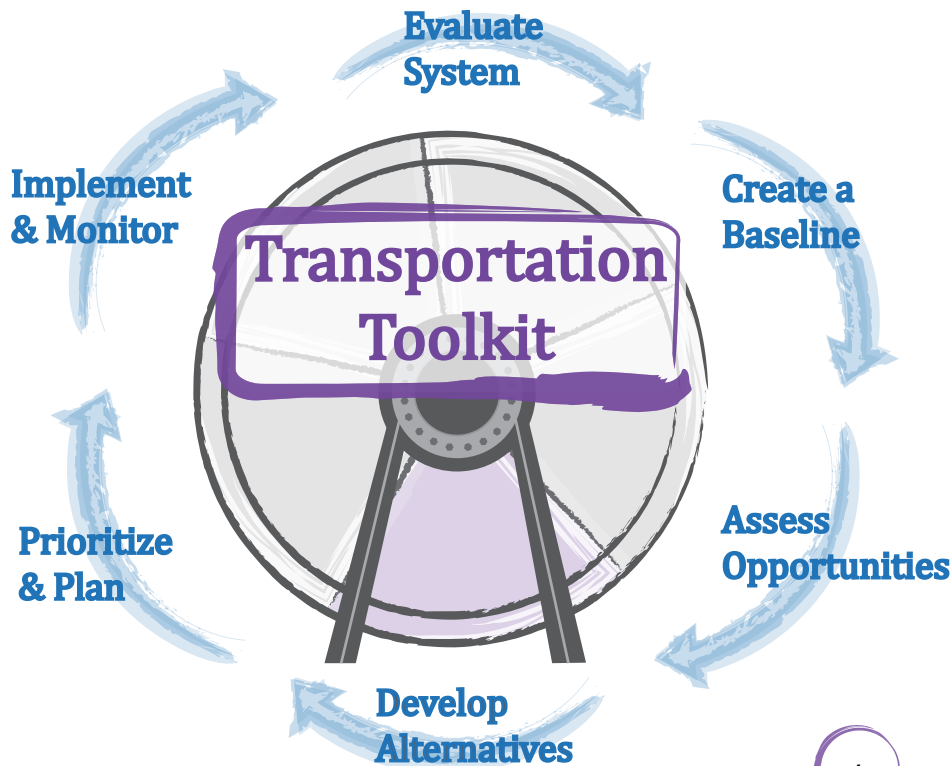 Evaluate
System
Create a
Baseline
Assess
Opportunities
Develop
Alternatives
Prioritize
& Plan
Implement
& Monitor
Transportation
Toolkit